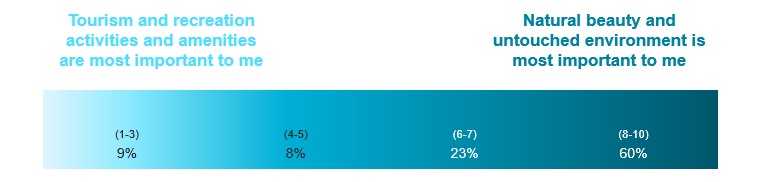 Tourism and recreation
activities and amenities
are most important to me
Natural beauty and
untouched environment is
most important to me
(1-3) (4-5) (6-7) (8-10)
9% 8% 23% 60%